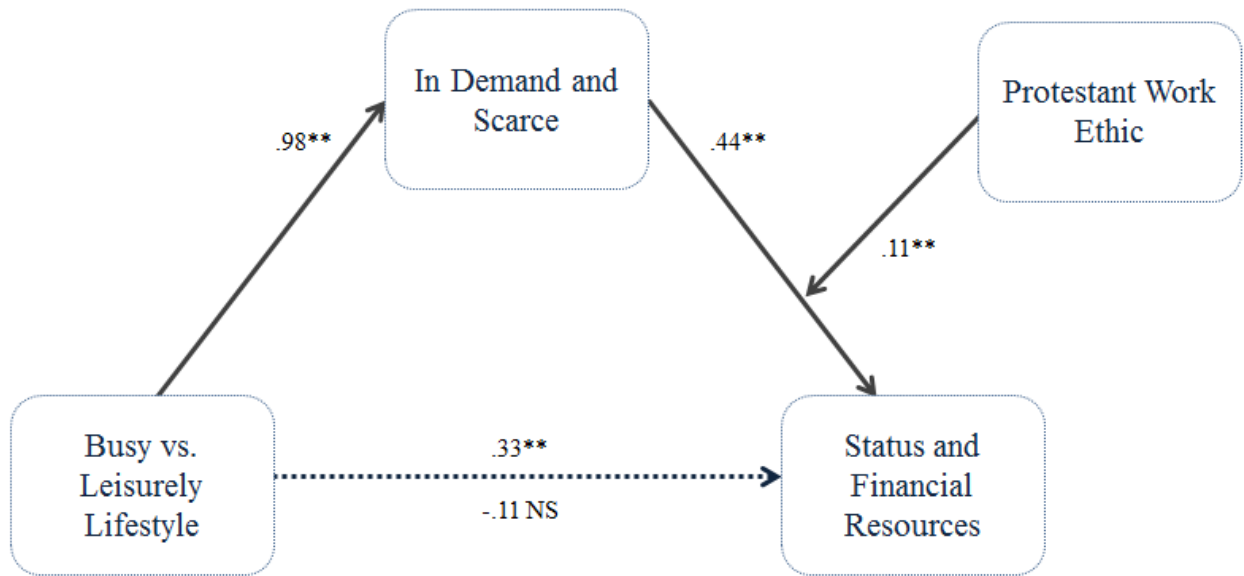 In Demand and
Scarce
Protestant Work
Ethic
.98**
.44**
.11**
Busy vs.
Leisurely
Lifestyle
.33**
-.11 NS
Status and
Financial
Resources